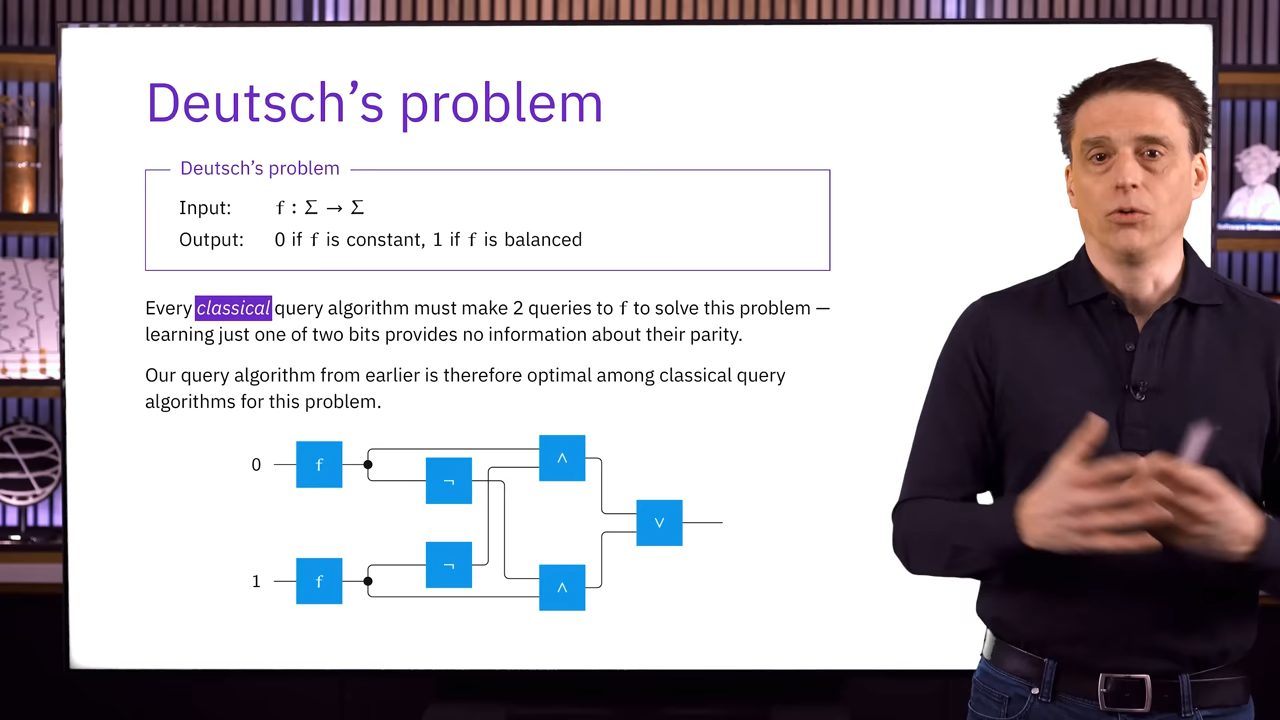 Deutsch's problem
Deutsch's problem
Input: f : Σ → Σ
Output: 0 if f is constant, 1 if f is balanced
Every classical query algorithm must make 2 queries to f to solve this problem —
learning just one of two bits provides no information about their parity.
Our query algorithm from earlier is therefore optimal among classical query
algorithms for this problem.
0 f ¬ ∧
∨
1 f ¬ ∧